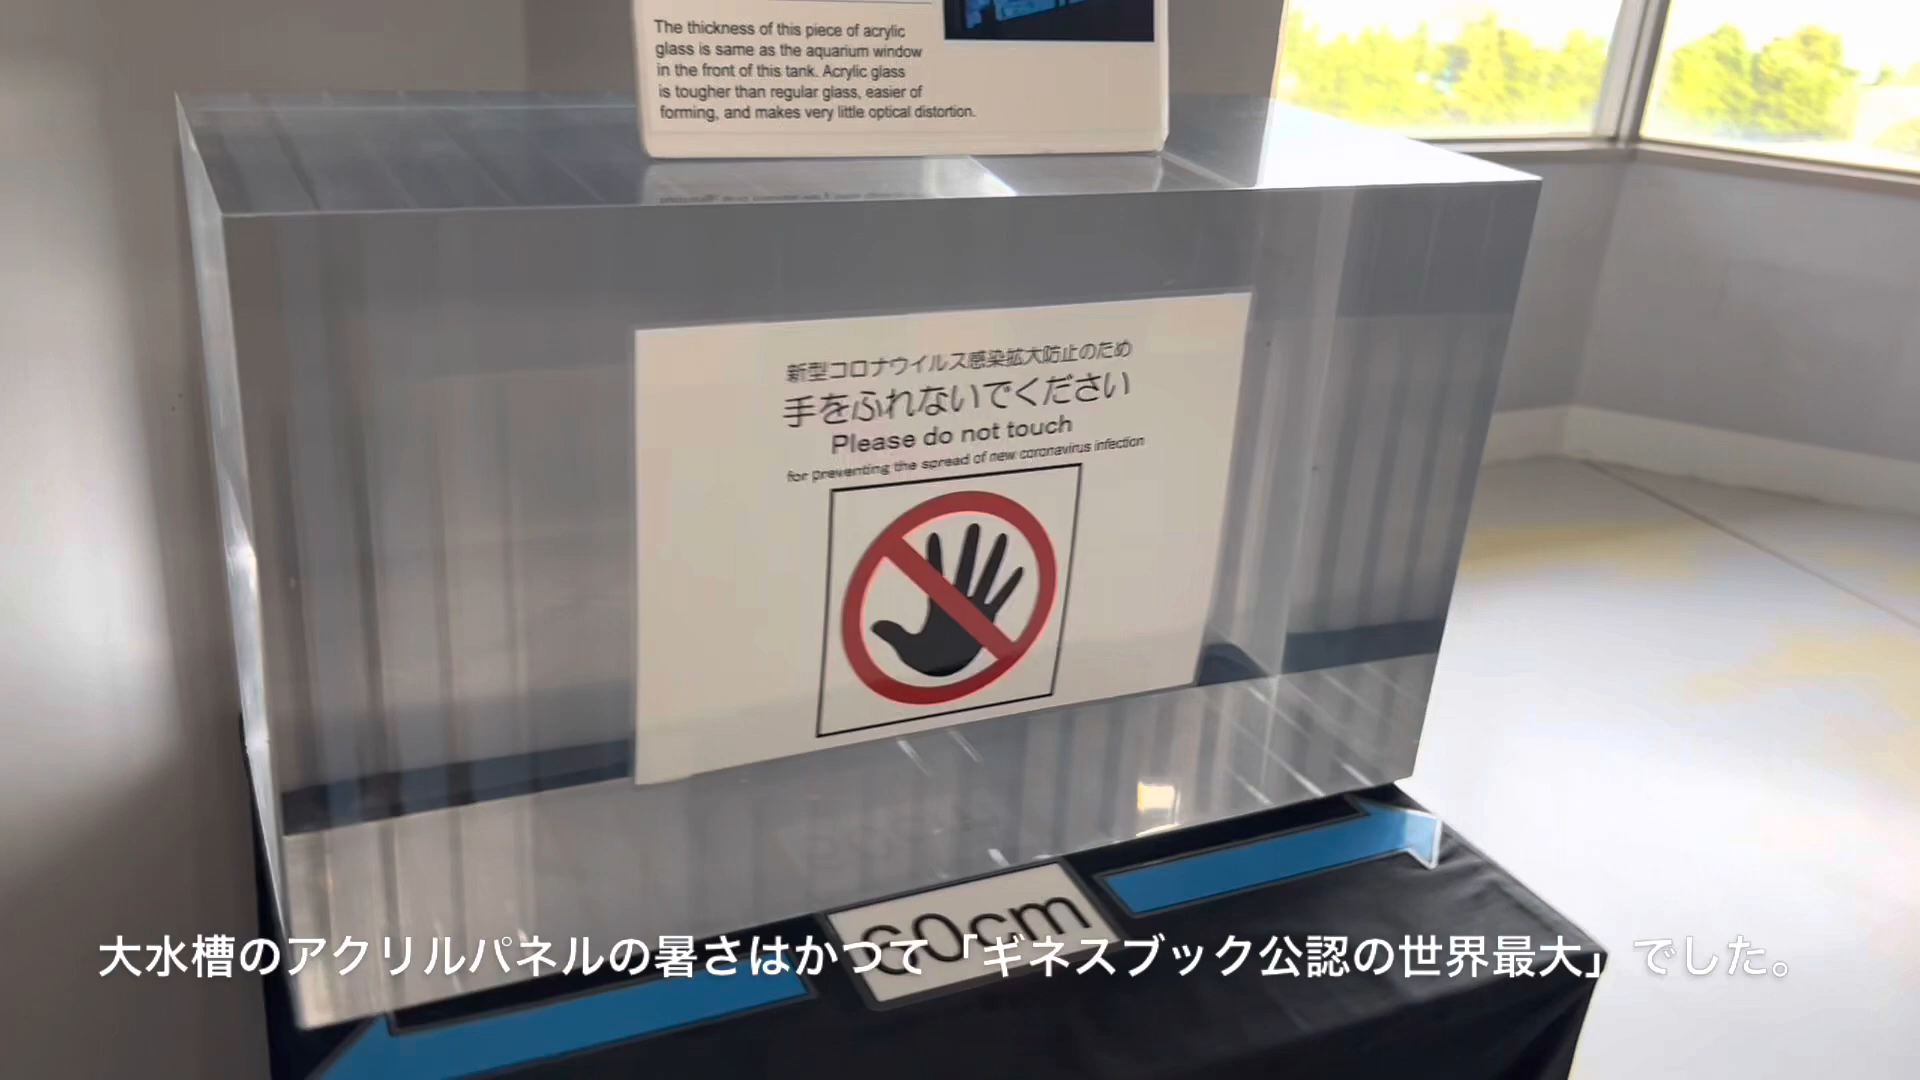 The thickness of this piece of acrylic
glass is same as the aquarium window
in the front of this tank. Acrylic glass
is tougher than regular glass, easier of
forming, and makes very little optical distortion.
新型コロナウイルス感染拡大防止のため
手をふれないでください
Please do not touch
for preventing the spread of new coronavirus infection
60cm
大水槽のアクリルパネルの暑さはかつて「ギネスブック公認の世界最大」でした。